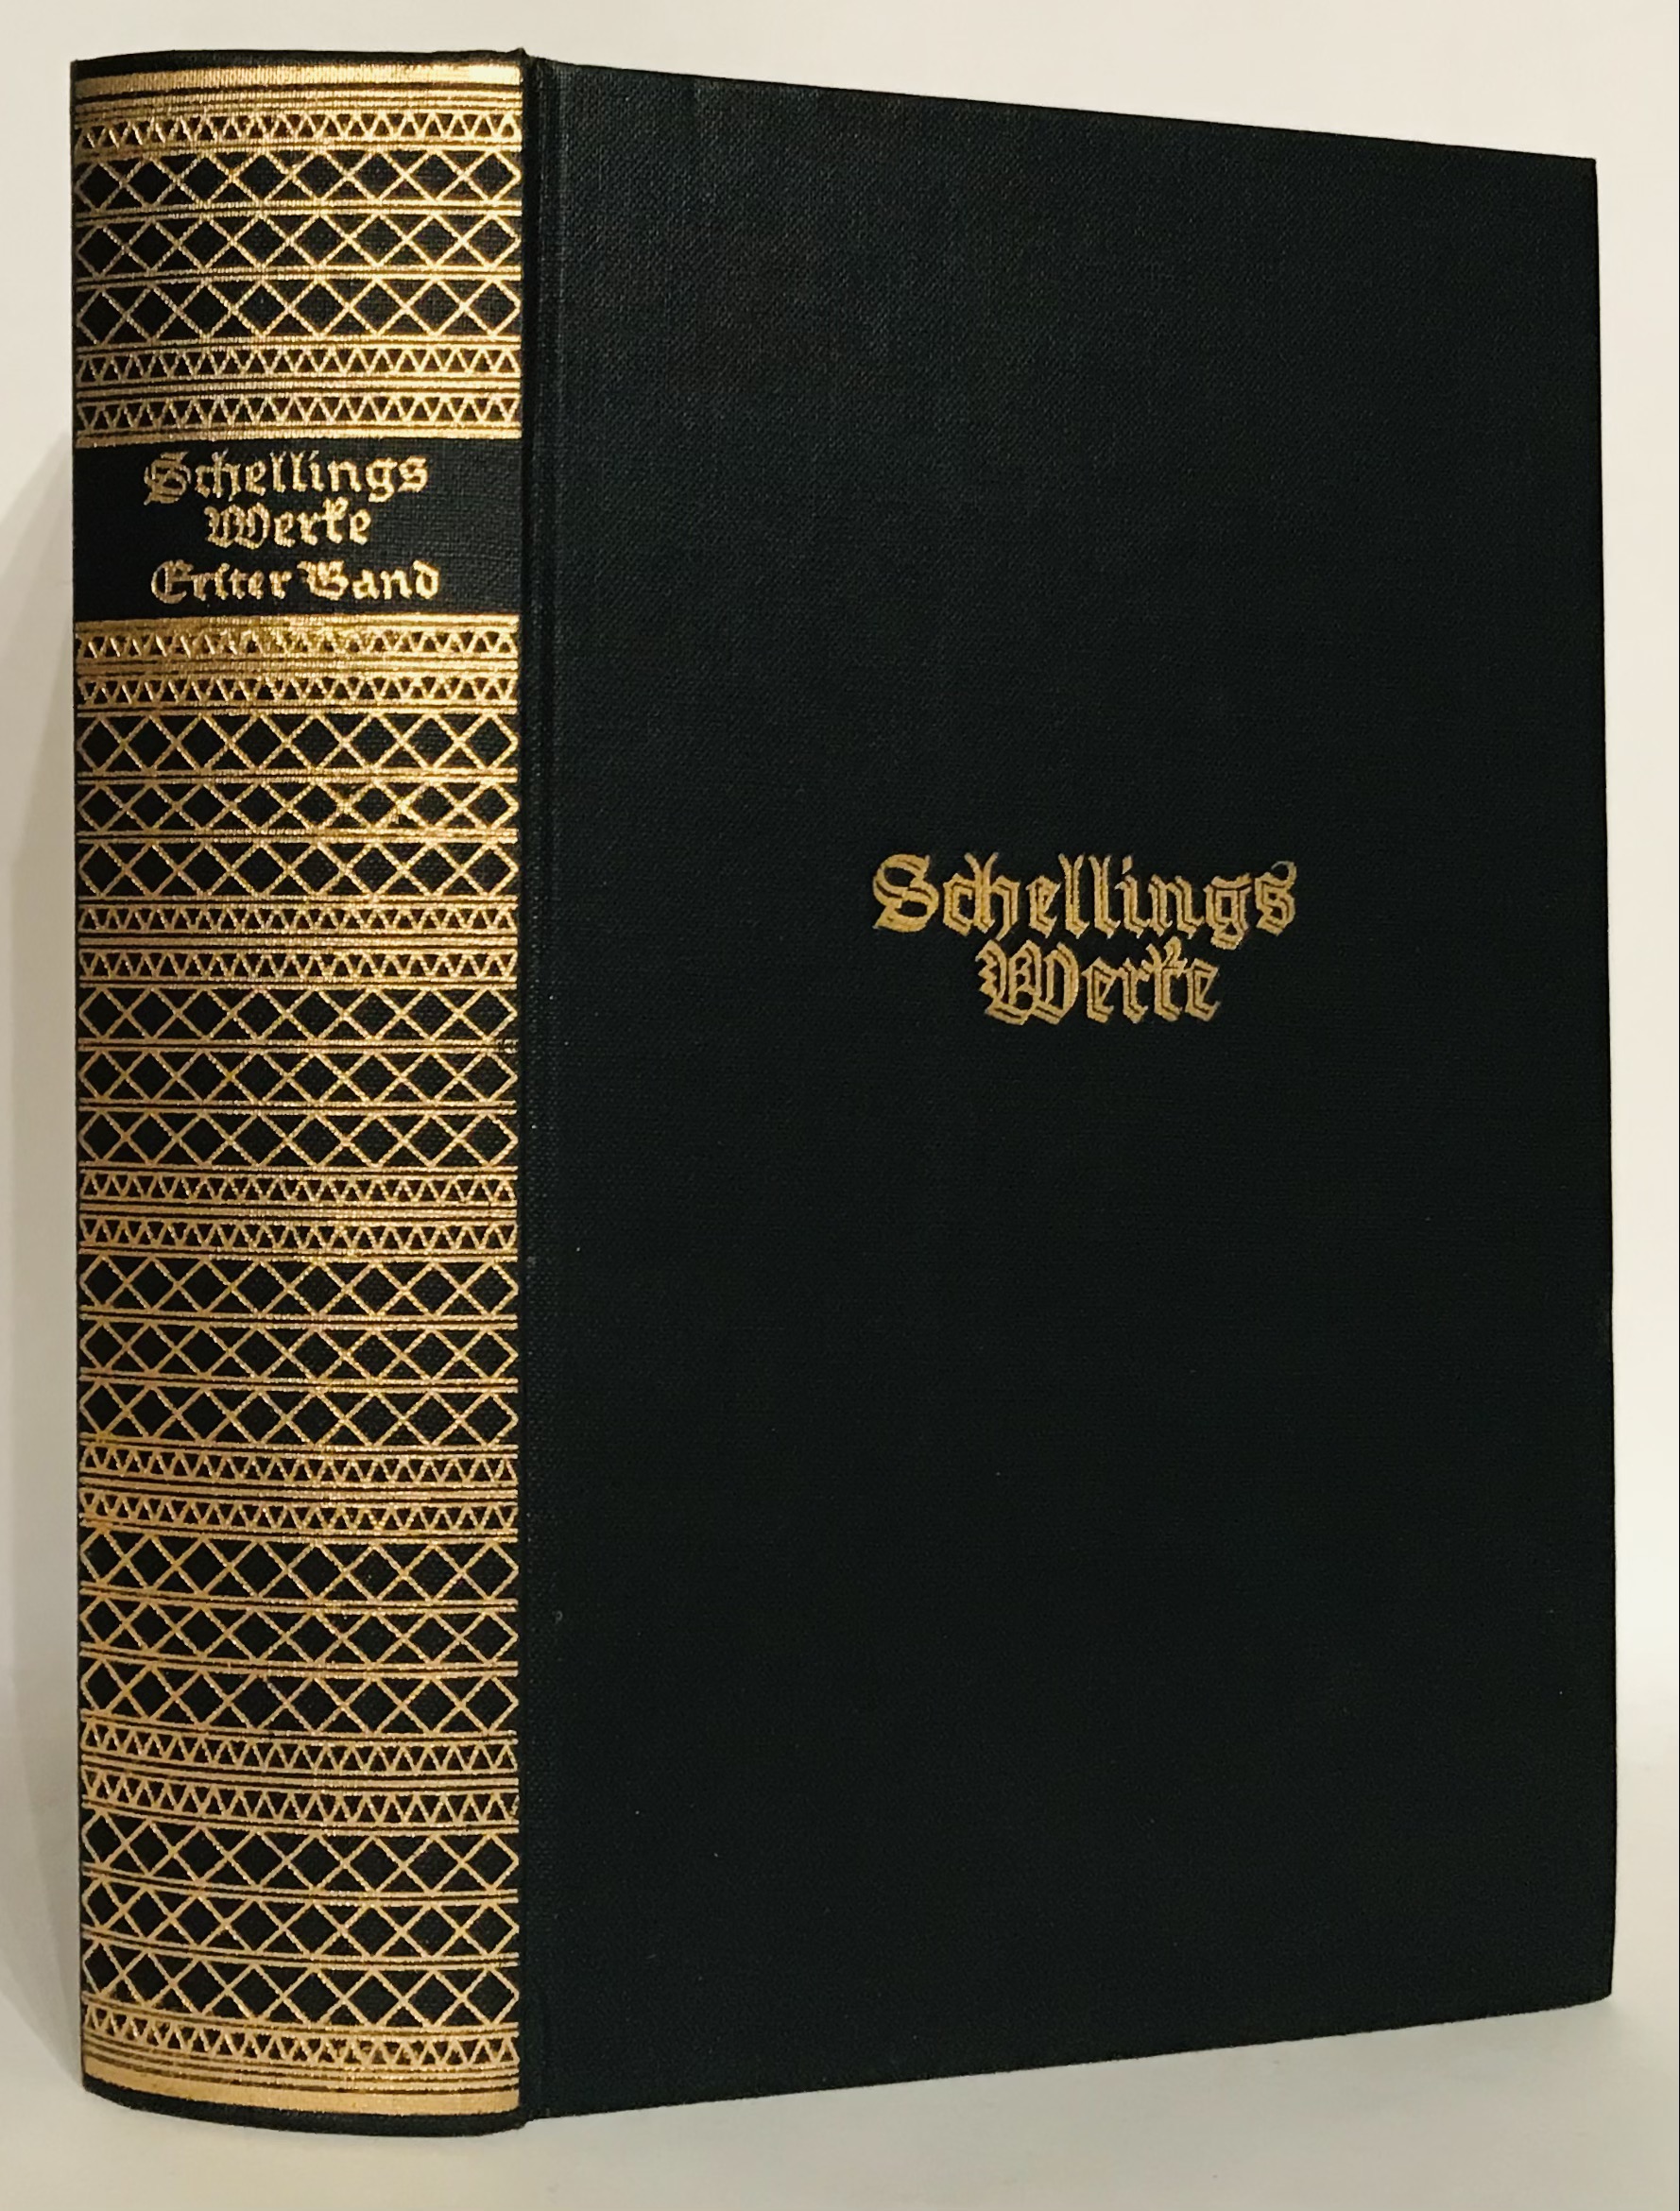 Schellings
Werke
Erſter Band
Schellings
Werke